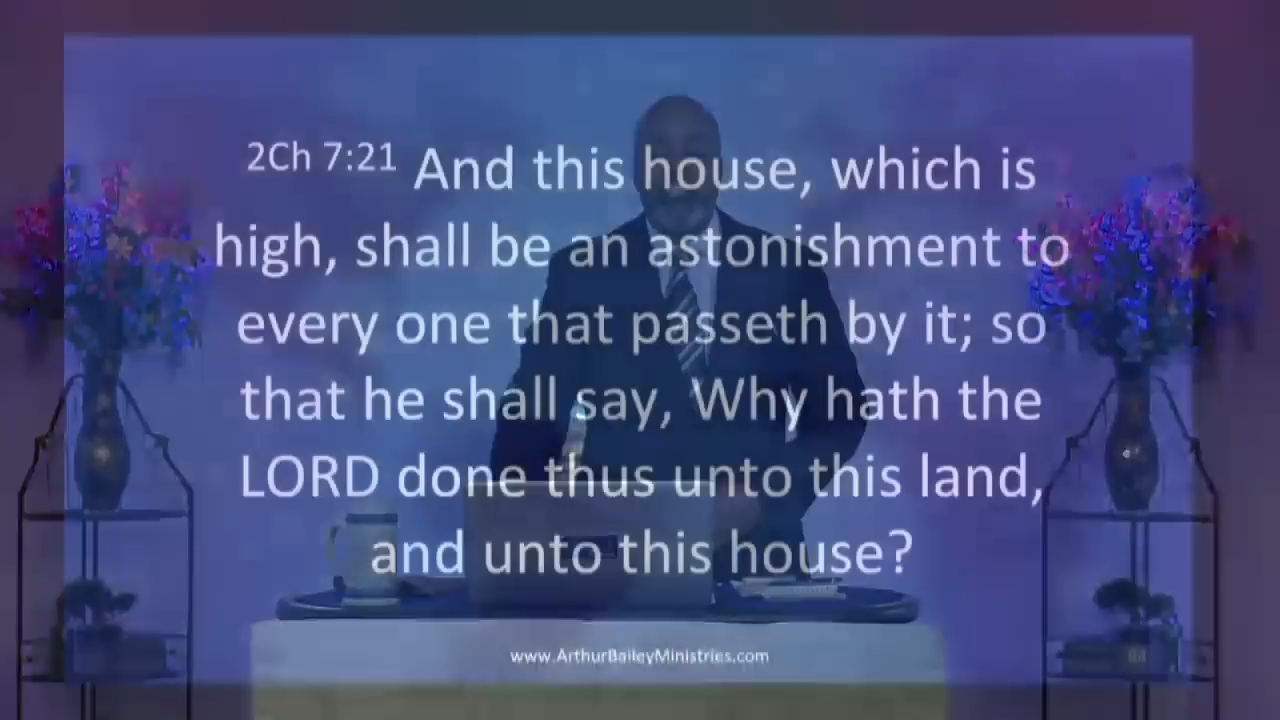 2Ch 7:21 And this house, which is
high, shall be an astonishment to
every one that passeth by it; so
that he shall say, Why hath the
LORD done thus unto this land,
and unto this house?
www.ArthurBaileyMinistries.com